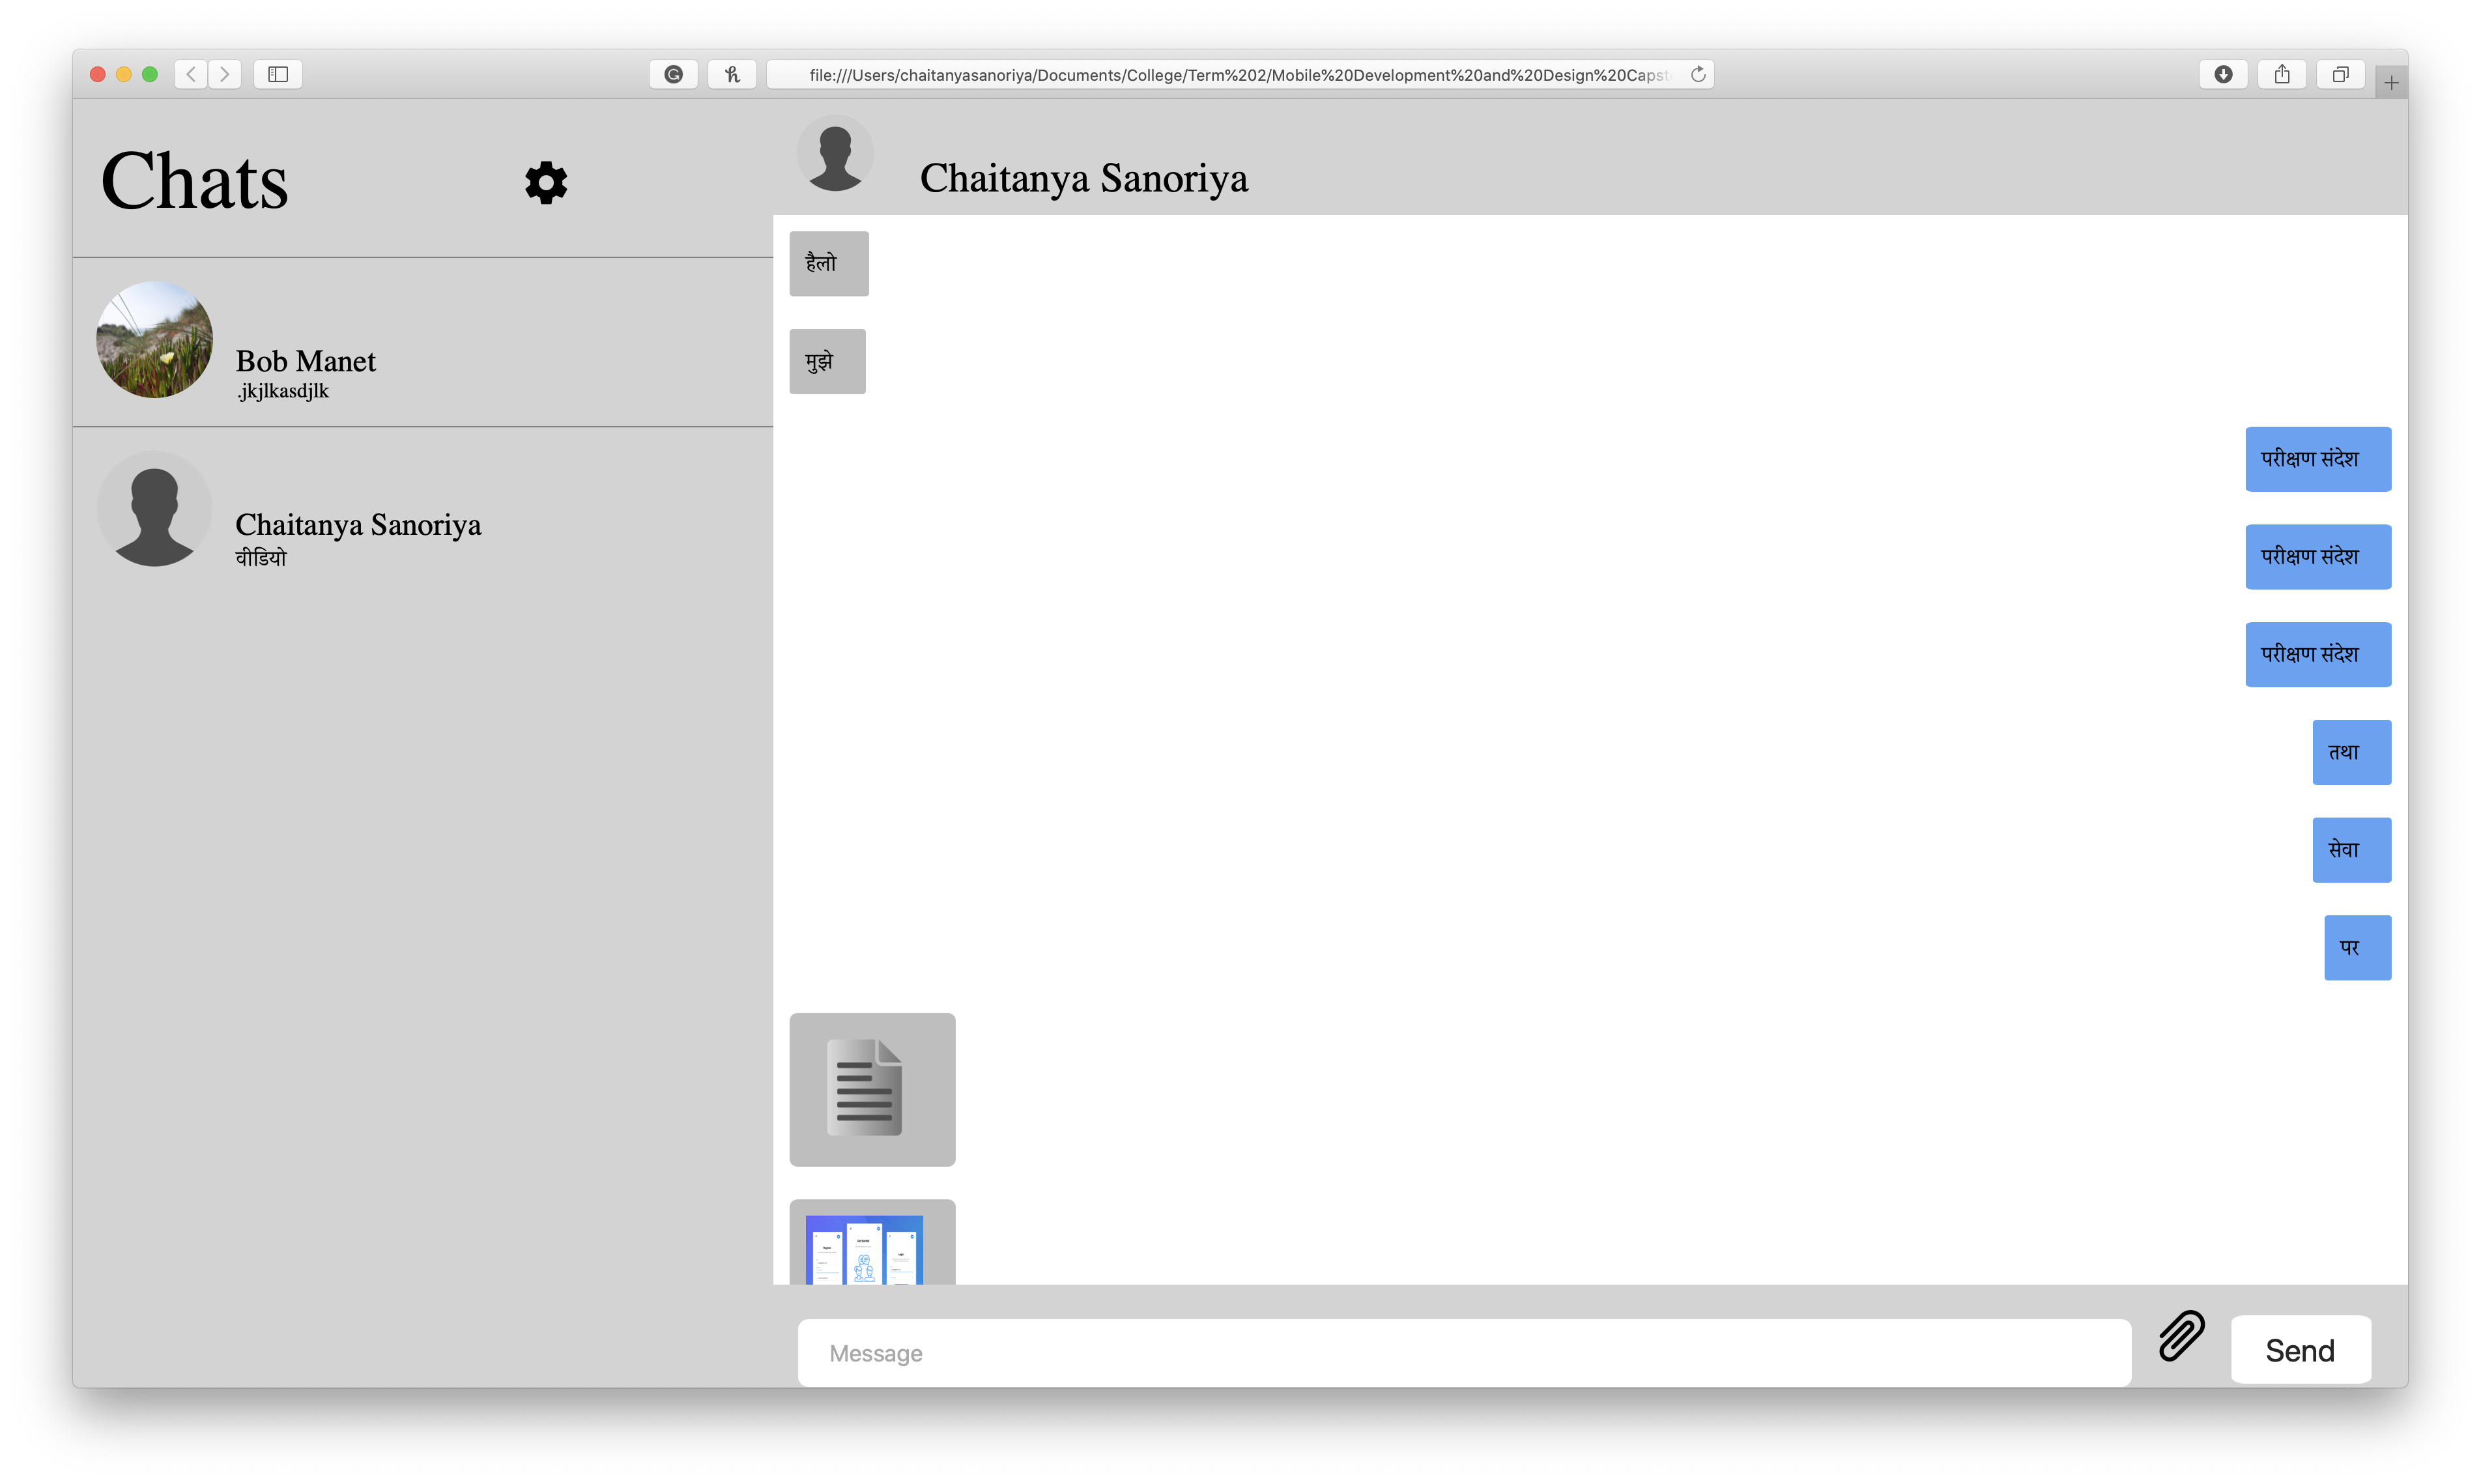 file:///Users/chaitanyasanoriya/Documents/College/Term%202/Mobile%20Development%20and%20Design%20Capst
Chats
Bob Manet
.jkjlkasdjlk
Chaitanya Sanoriya
वीडियो
Chaitanya Sanoriya
हैलो
मुझे
परीक्षण संदेश
परीक्षण संदेश
परीक्षण संदेश
तथा
सेवा
पर
Message
Send